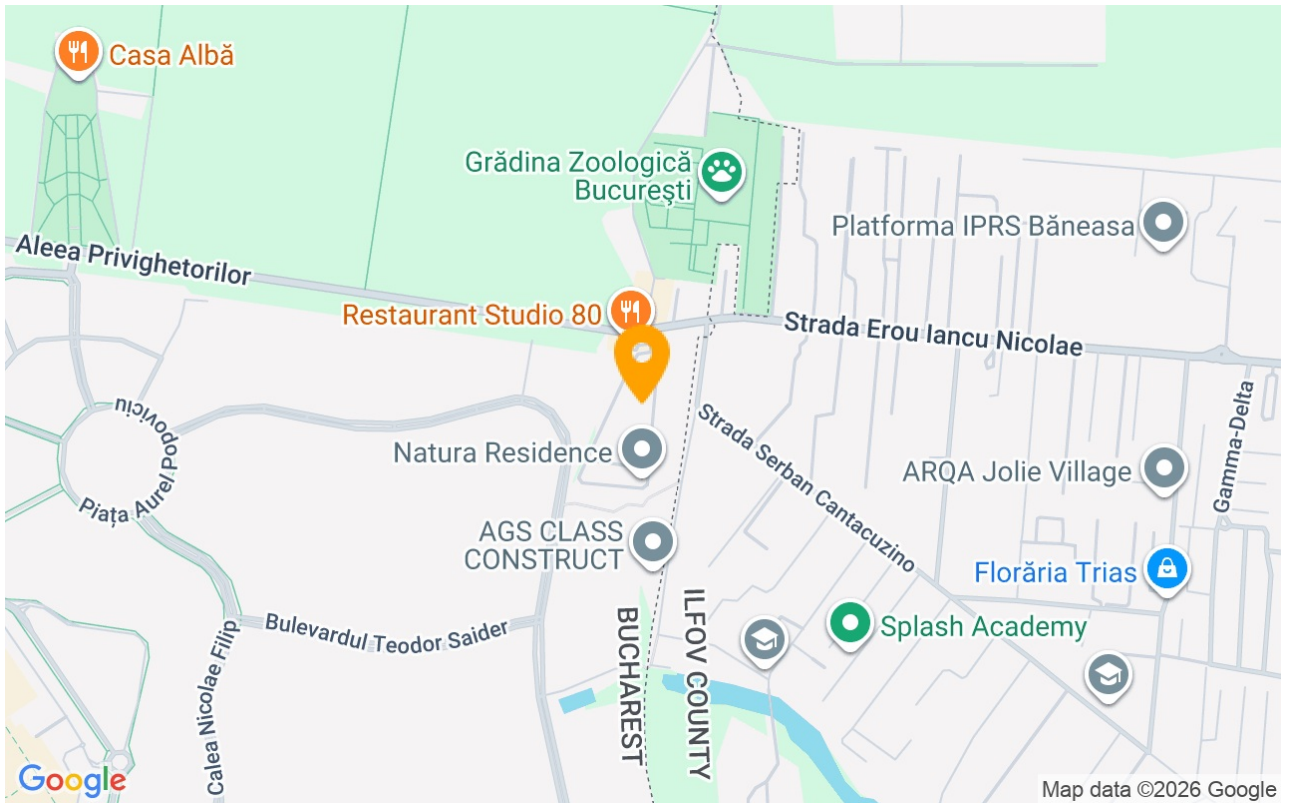 Casa Albă
Grădina Zoologică
București
Platforma IPRS Băneasa
Aleea Privighetorilor
Restaurant Studio 80
Strada Erou Iancu Nicolae
Piața Aurel Popoviciu
Natura Residence
Strada Serban Cantacuzino
Gamma-Delta
ARQA Jolie Village
AGS CLASS
CONSTRUCT
Florăria Trias
Splash Academy
Bulevardul Teodor Saider
Calea Nicolae Filip
BUCHAREST
ILFOV COUNTY
Google
Map data ©2026 Google